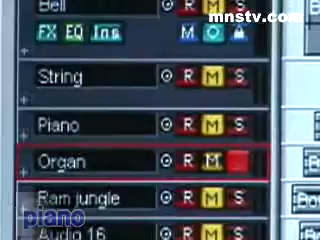 mnstv.com
Bell
FX EQ Ins M
String R M S
Piano R M S
Organ R M
Ram jungle R M S
piano
Audio 16 R M S